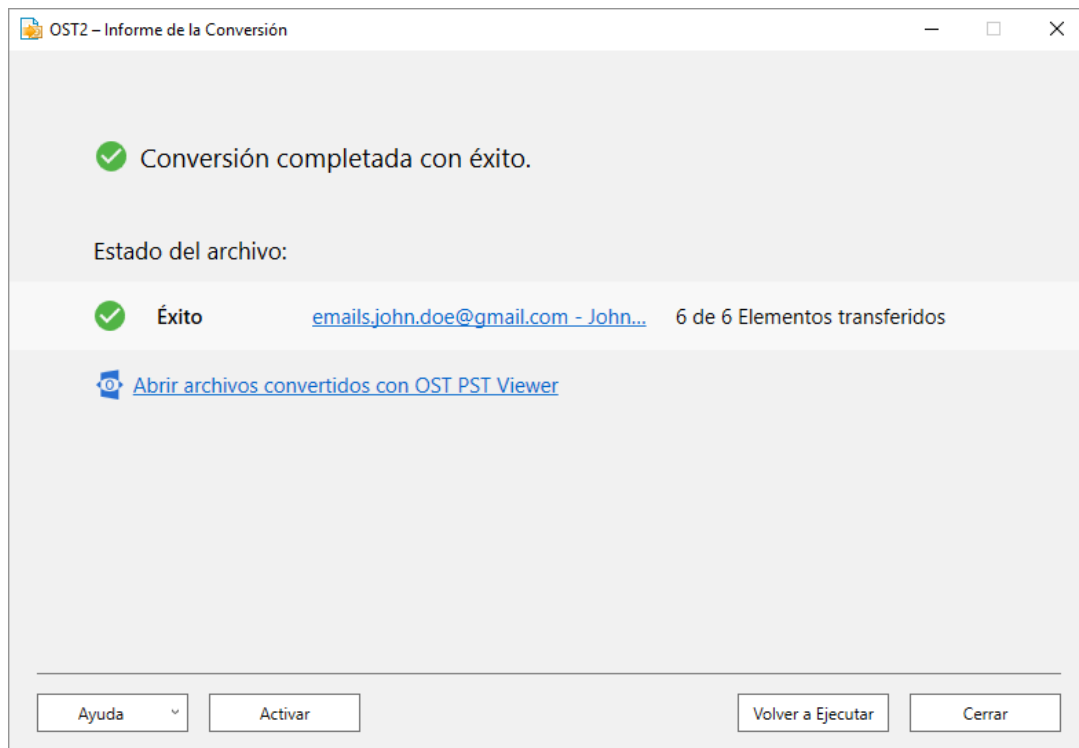 OST2 – Informe de la Conversión
Conversión completada con éxito.
Estado del archivo:
Éxito emails.john.doe@gmail.com - John... 6 de 6 Elementos transferidos
Abrir archivos convertidos con OST PST Viewer
Ayuda Activar Volver a Ejecutar Cerrar